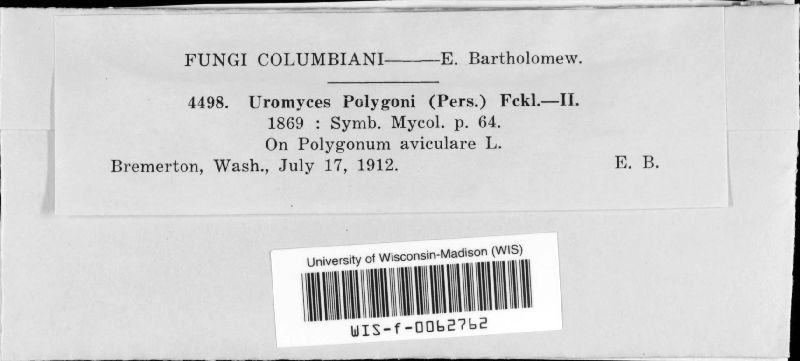 FUNGI COLUMBIANI——E. Bartholomew.
4498. Uromyces Polygoni (Pers.) Fckl.—II.
1869 : Symb. Mycol. p. 64.
On Polygonum aviculare L.
Bremerton, Wash., July 17, 1912. E. B.
University of Wisconsin-Madison (WIS)
WIS-f-0062762